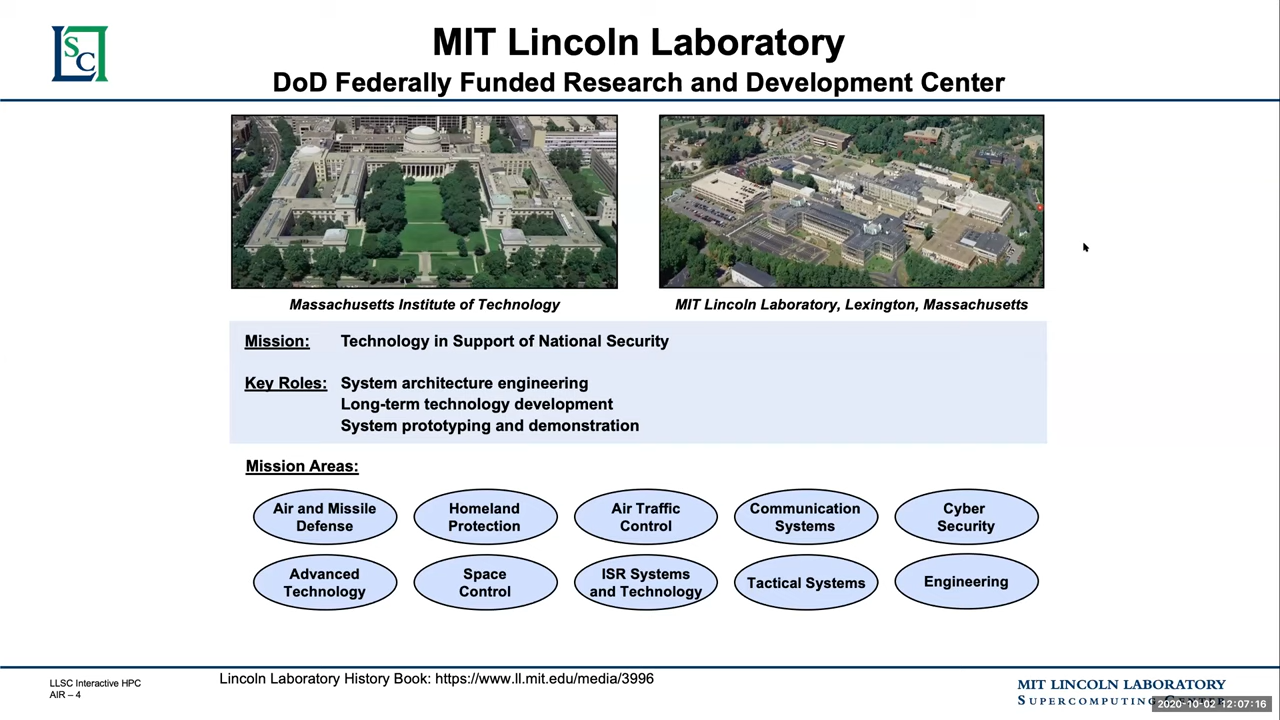 LSC
MIT Lincoln Laboratory
DoD Federally Funded Research and Development Center
Massachusetts Institute of Technology
MIT Lincoln Laboratory, Lexington, Massachusetts
Mission: Technology in Support of National Security
Key Roles: System architecture engineering
Long-term technology development
System prototyping and demonstration
Mission Areas:
Air and Missile
Defense
Homeland
Protection
Air Traffic
Control
Communication
Systems
Cyber
Security
Advanced
Technology
Space
Control
ISR Systems
and Technology
Tactical Systems
Engineering
LLSC Interactive HPC
AIR – 4
Lincoln Laboratory History Book: https://www.ll.mit.edu/media/3996
MIT LINCOLN LABORATORY
SUPERCOMPUTING CENTER
2020-10-02 12:07:16